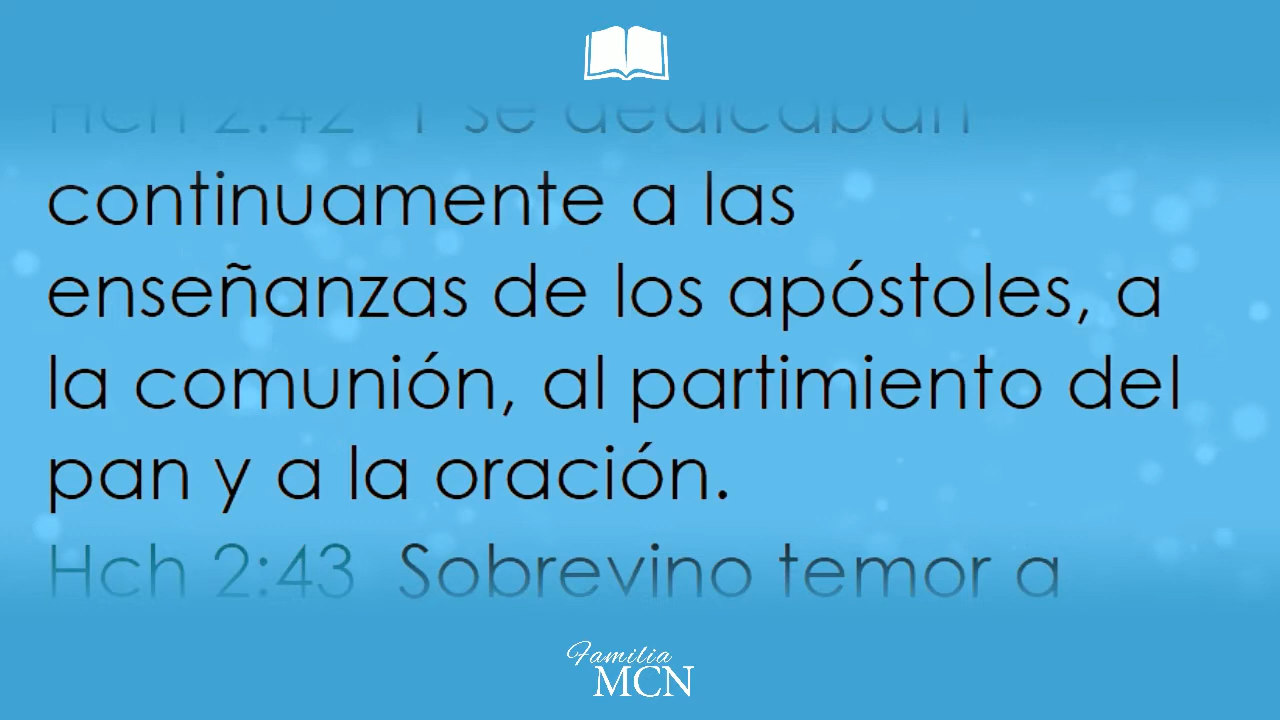 Hch 2:42 Y se dedicaban
continuamente a las
enseñanzas de los apóstoles, a
la comunión, al partimiento del
pan y a la oración.
Hch 2:43 Sobrevino temor a
Familia
MCN